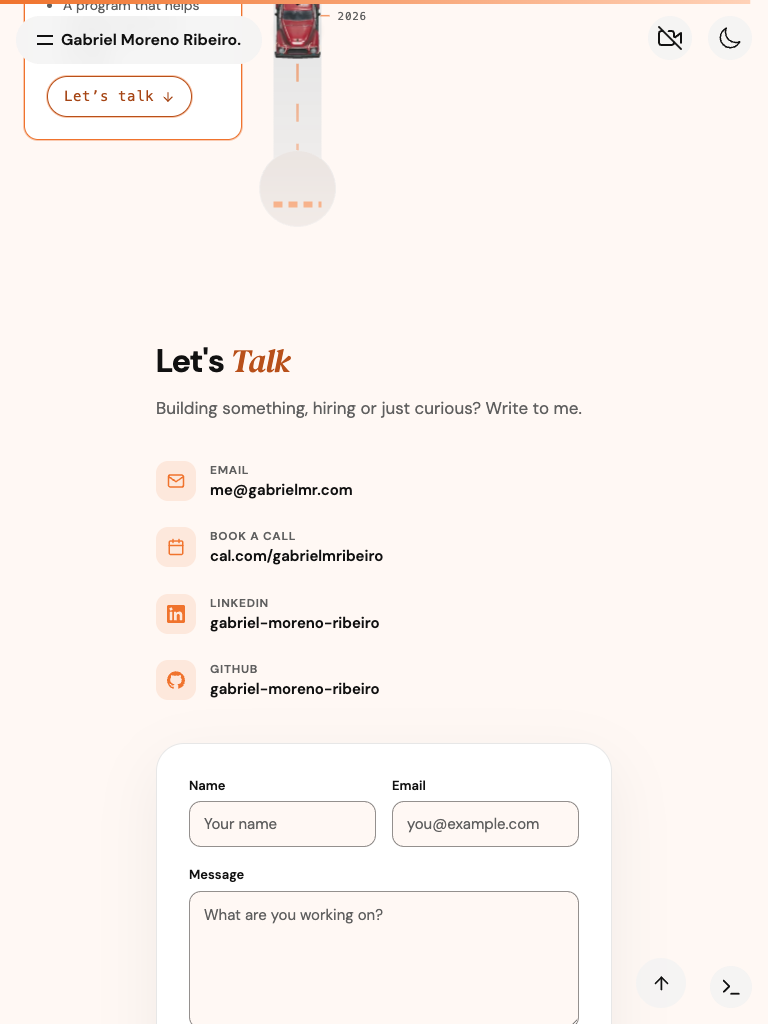 A program that helps
2026
Gabriel Moreno Ribeiro.
Let’s talk ↓
Let's Talk
Building something, hiring or just curious? Write to me.
EMAIL
me@gabrielmr.com
BOOK A CALL
cal.com/gabrielmribeiro
LINKEDIN
gabriel-moreno-ribeiro
GITHUB
gabriel-moreno-ribeiro
Name
Email
Your name
you@example.com
Message
What are you working on?